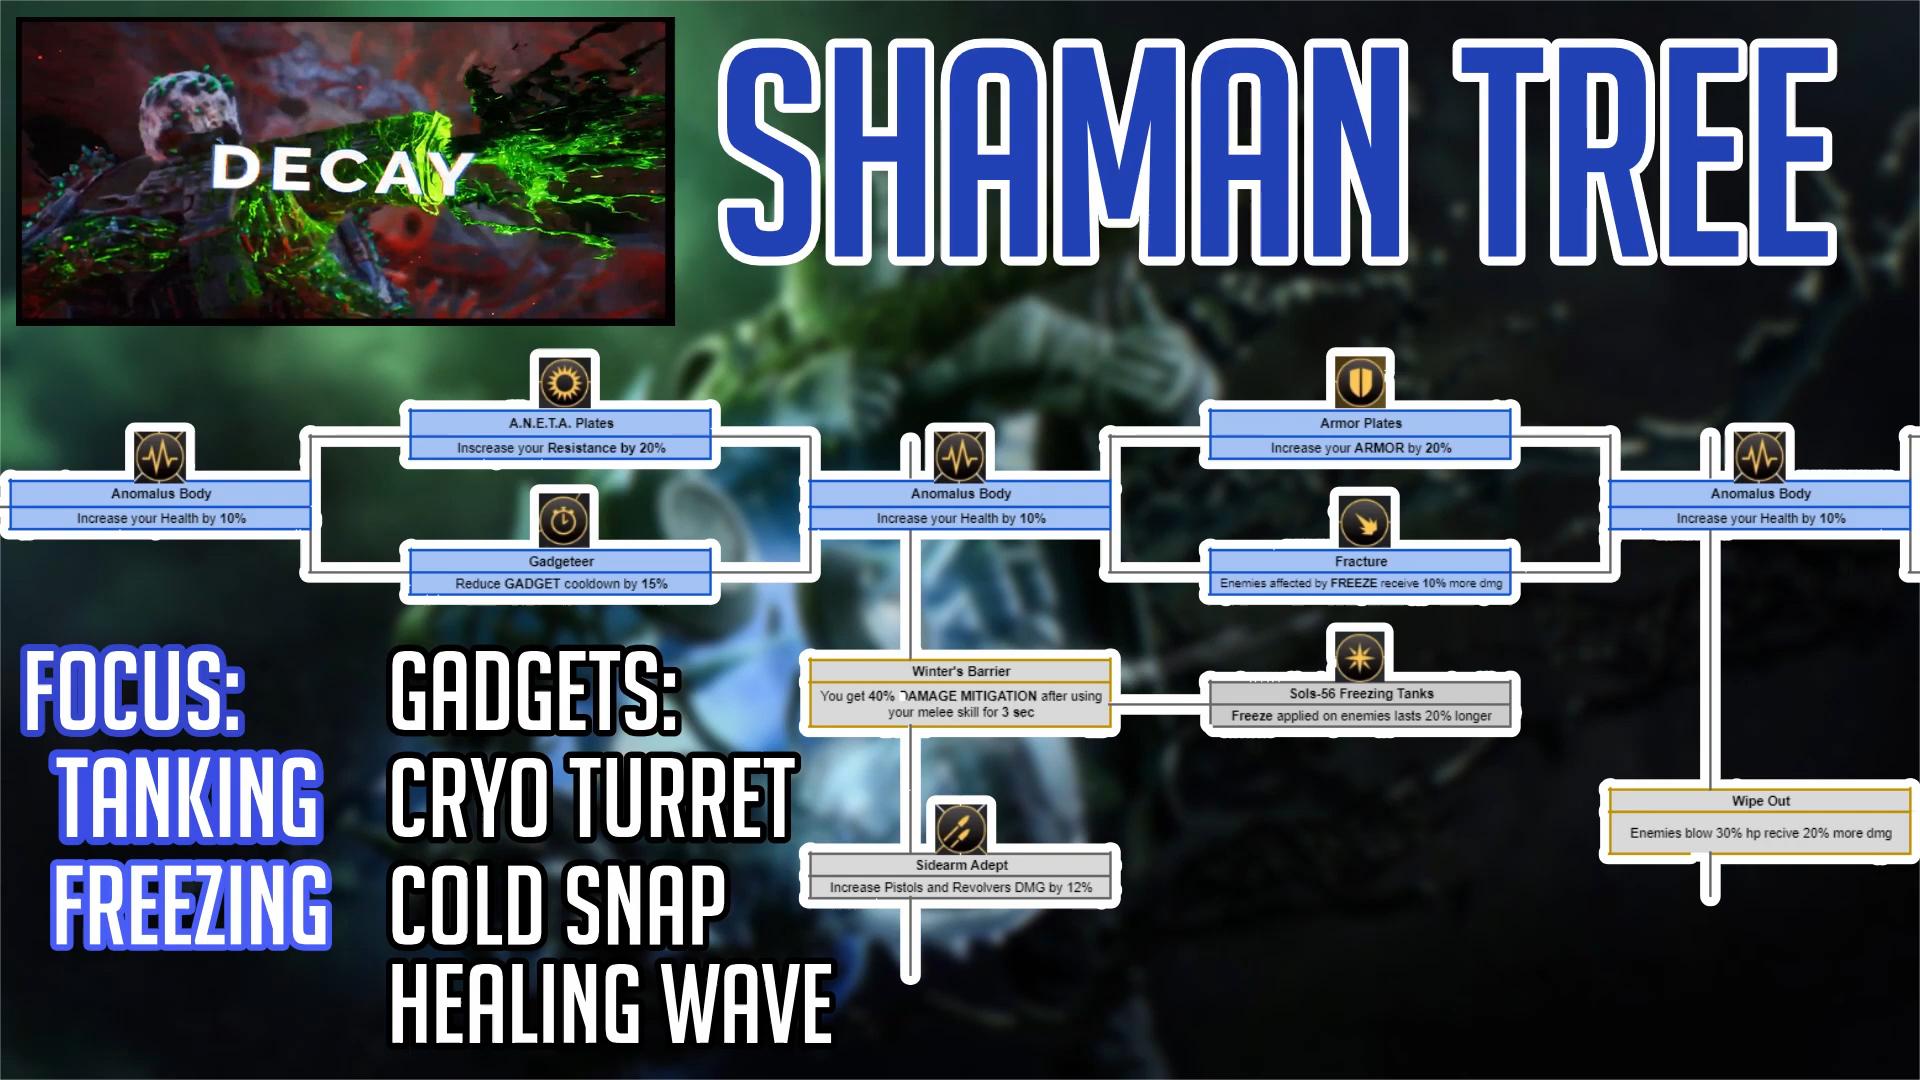 DECAY
SHAMAN TREE
A.N.E.T.A. Plates
Inscrease your Resistance by 20%
Armor Plates
Increase your ARMOR by 20%
Anomalus Body
Increase your Health by 10%
Anomalus Body
Increase your Health by 10%
Anomalus Body
Increase your Health by 10%
Gadgeteer
Reduce GADGET cooldown by 15%
Fracture
Enemies affected by FREEZE receive 10% more dmg
FOCUS:
TANKING
FREEZING
GADGETS:
CRYO TURRET
COLD SNAP
HEALING WAVE
Winter's Barrier
You get 40% DAMAGE MITIGATION after using
your melee skill for 3 sec
Sols-56 Freezing Tanks
Freeze applied on enemies lasts 20% longer
Sidearm Adept
Increase Pistols and Revolvers DMG by 12%
Wipe Out
Enemies blow 30% hp recive 20% more dmg